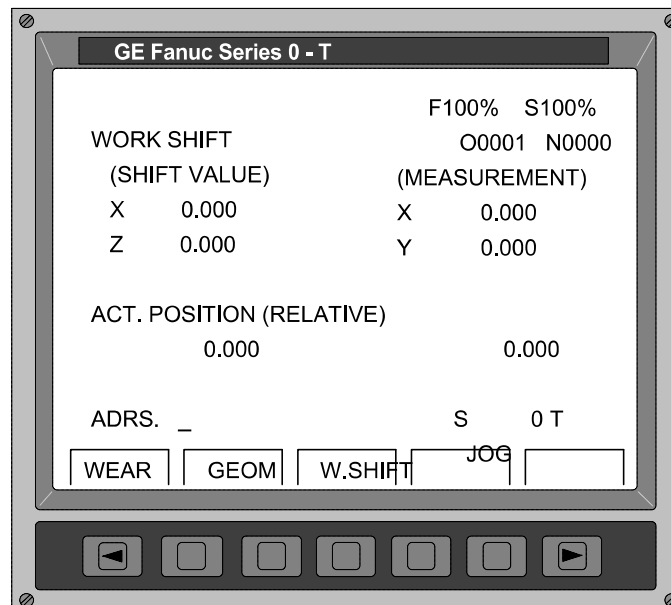 GE Fanuc Series 0 - T
F100% S100%
WORK SHIFT O0001 N0000
(SHIFT VALUE) (MEASUREMENT)
X 0.000 X 0.000
Z 0.000 Y 0.000
ACT. POSITION (RELATIVE)
0.000 0.000
ADRS. _ S 0 T
JOG
WEAR GEOM W.SHIFT